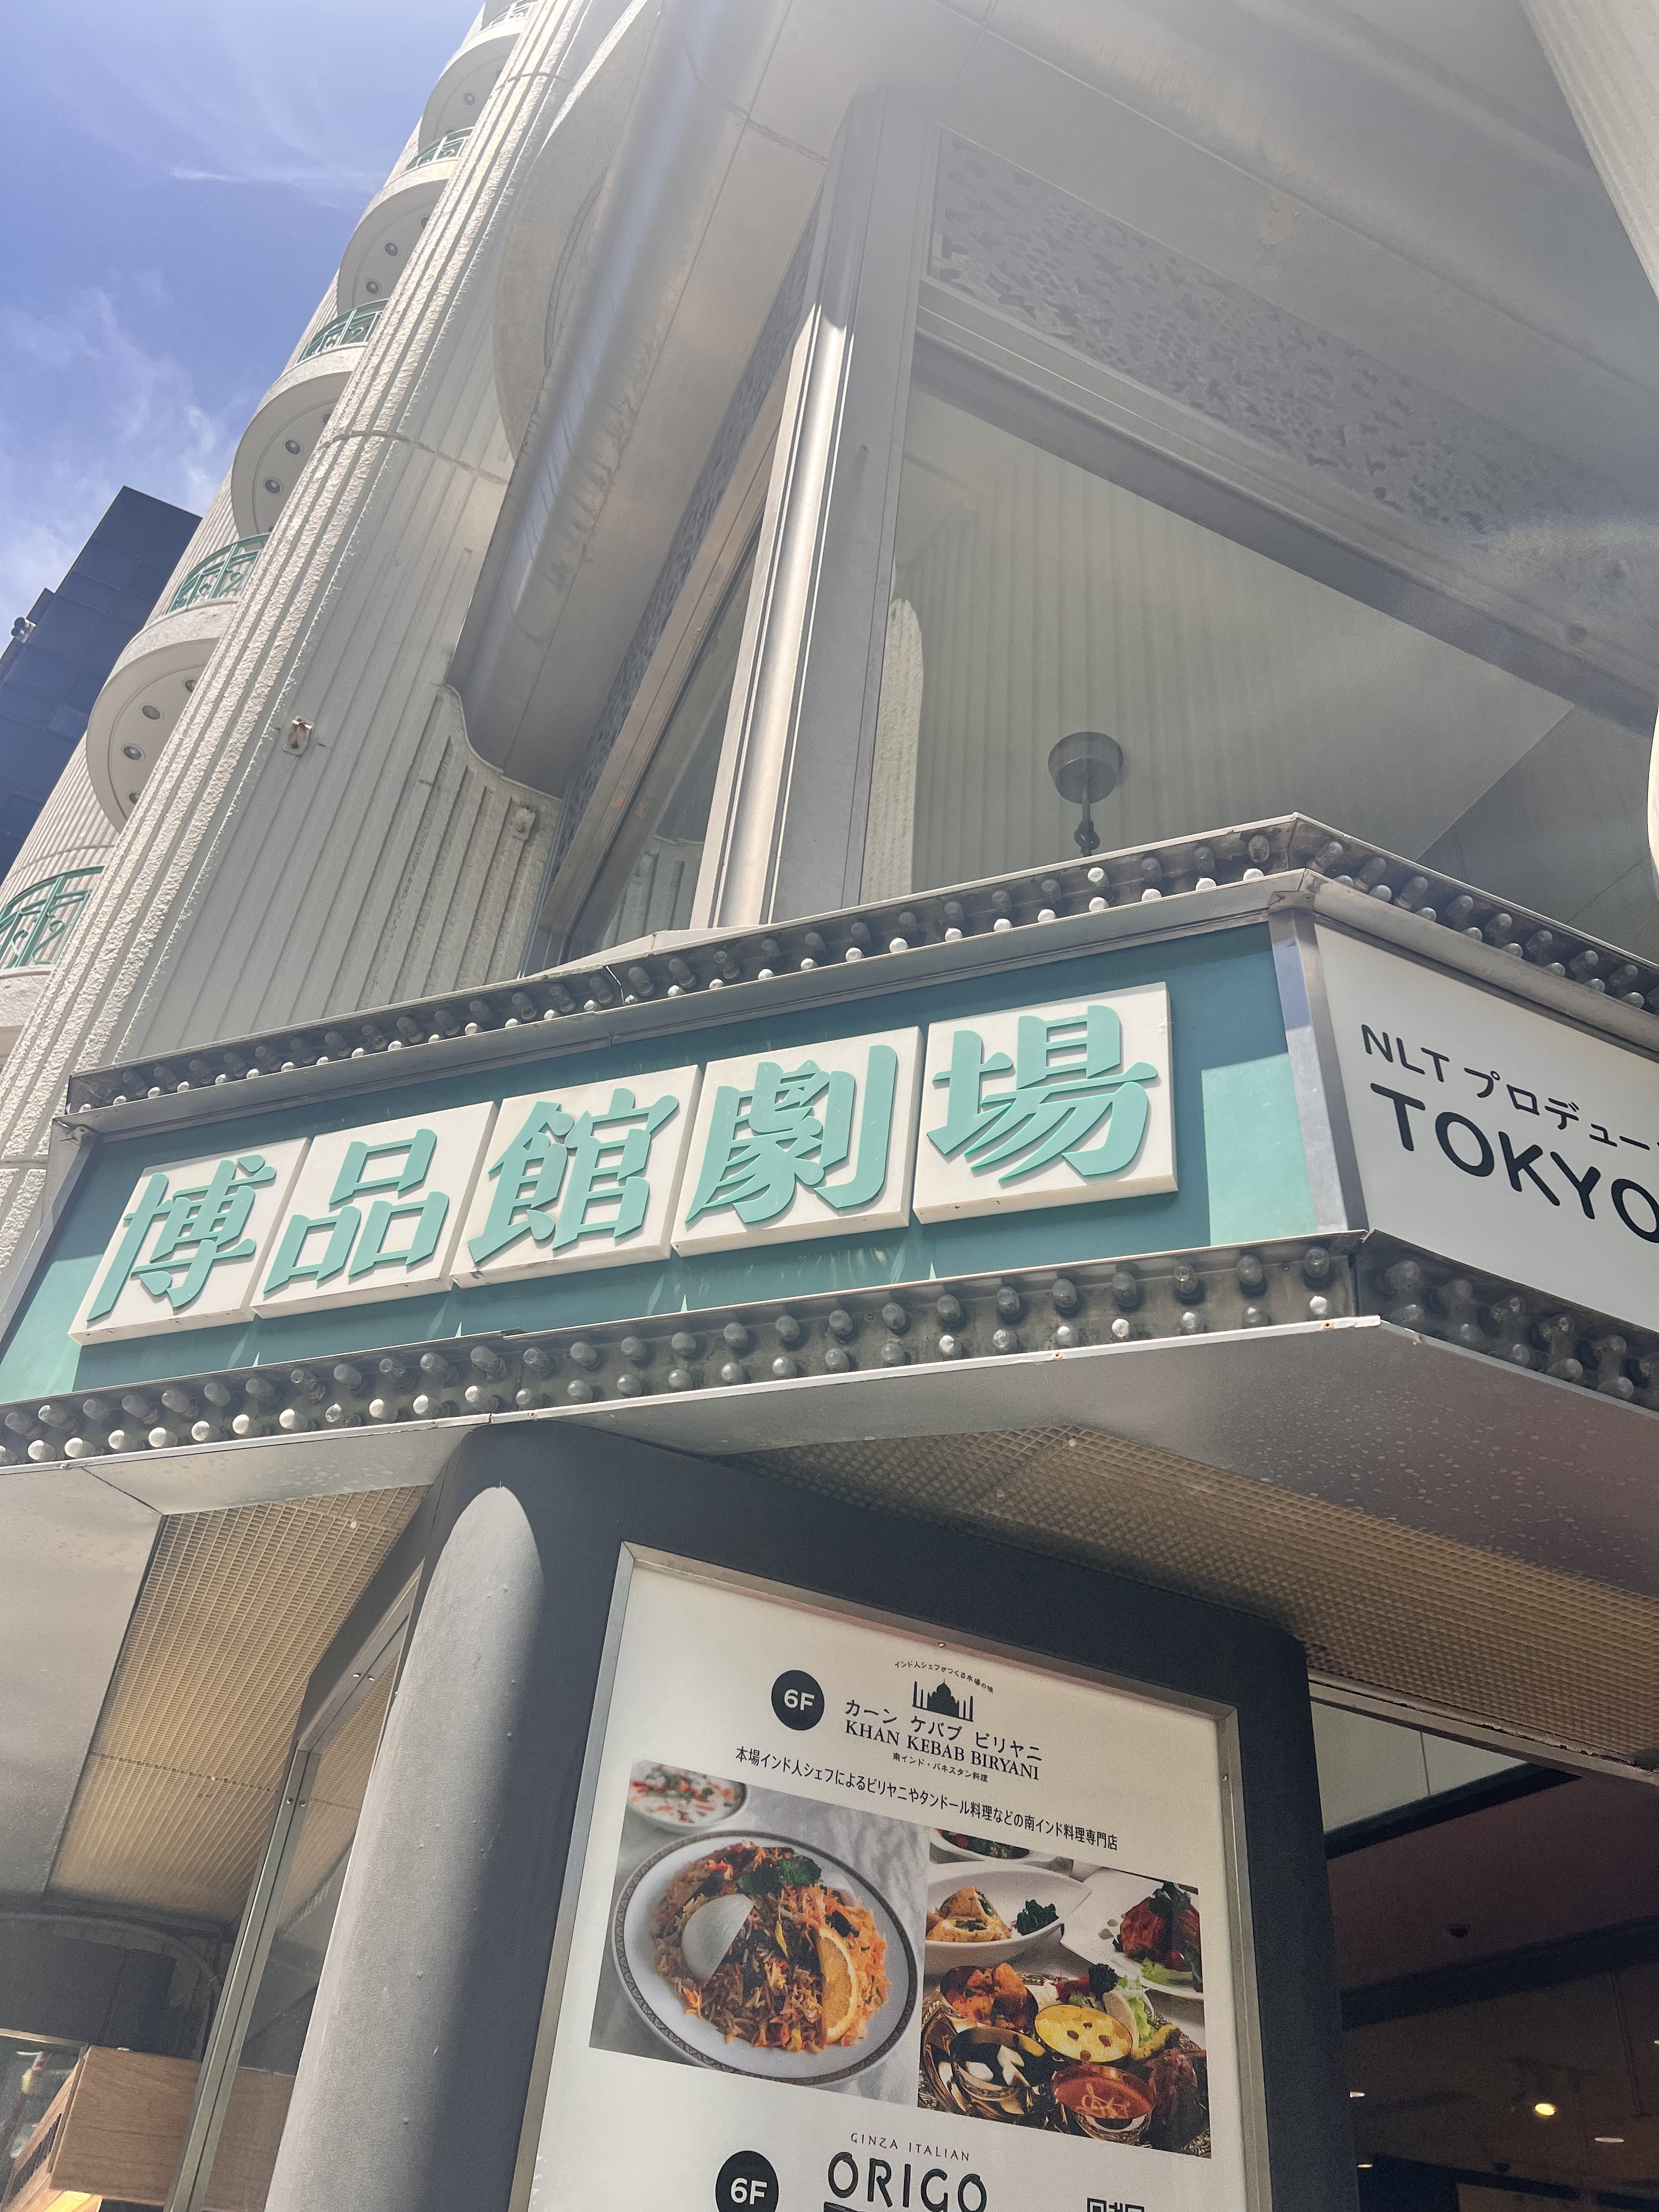 博品館劇場
NLT プロデュー
TOKYO
インド人シェフがつくる本場の味
6F
カーン ケバブ ビリヤニ
KHAN KEBAB BIRYANI
南インド・パキスタン料理
本場インド人シェフによるビリヤニやタンドール料理などの南インド料理専門店
GINZA ITALIAN
6F
ORIGO